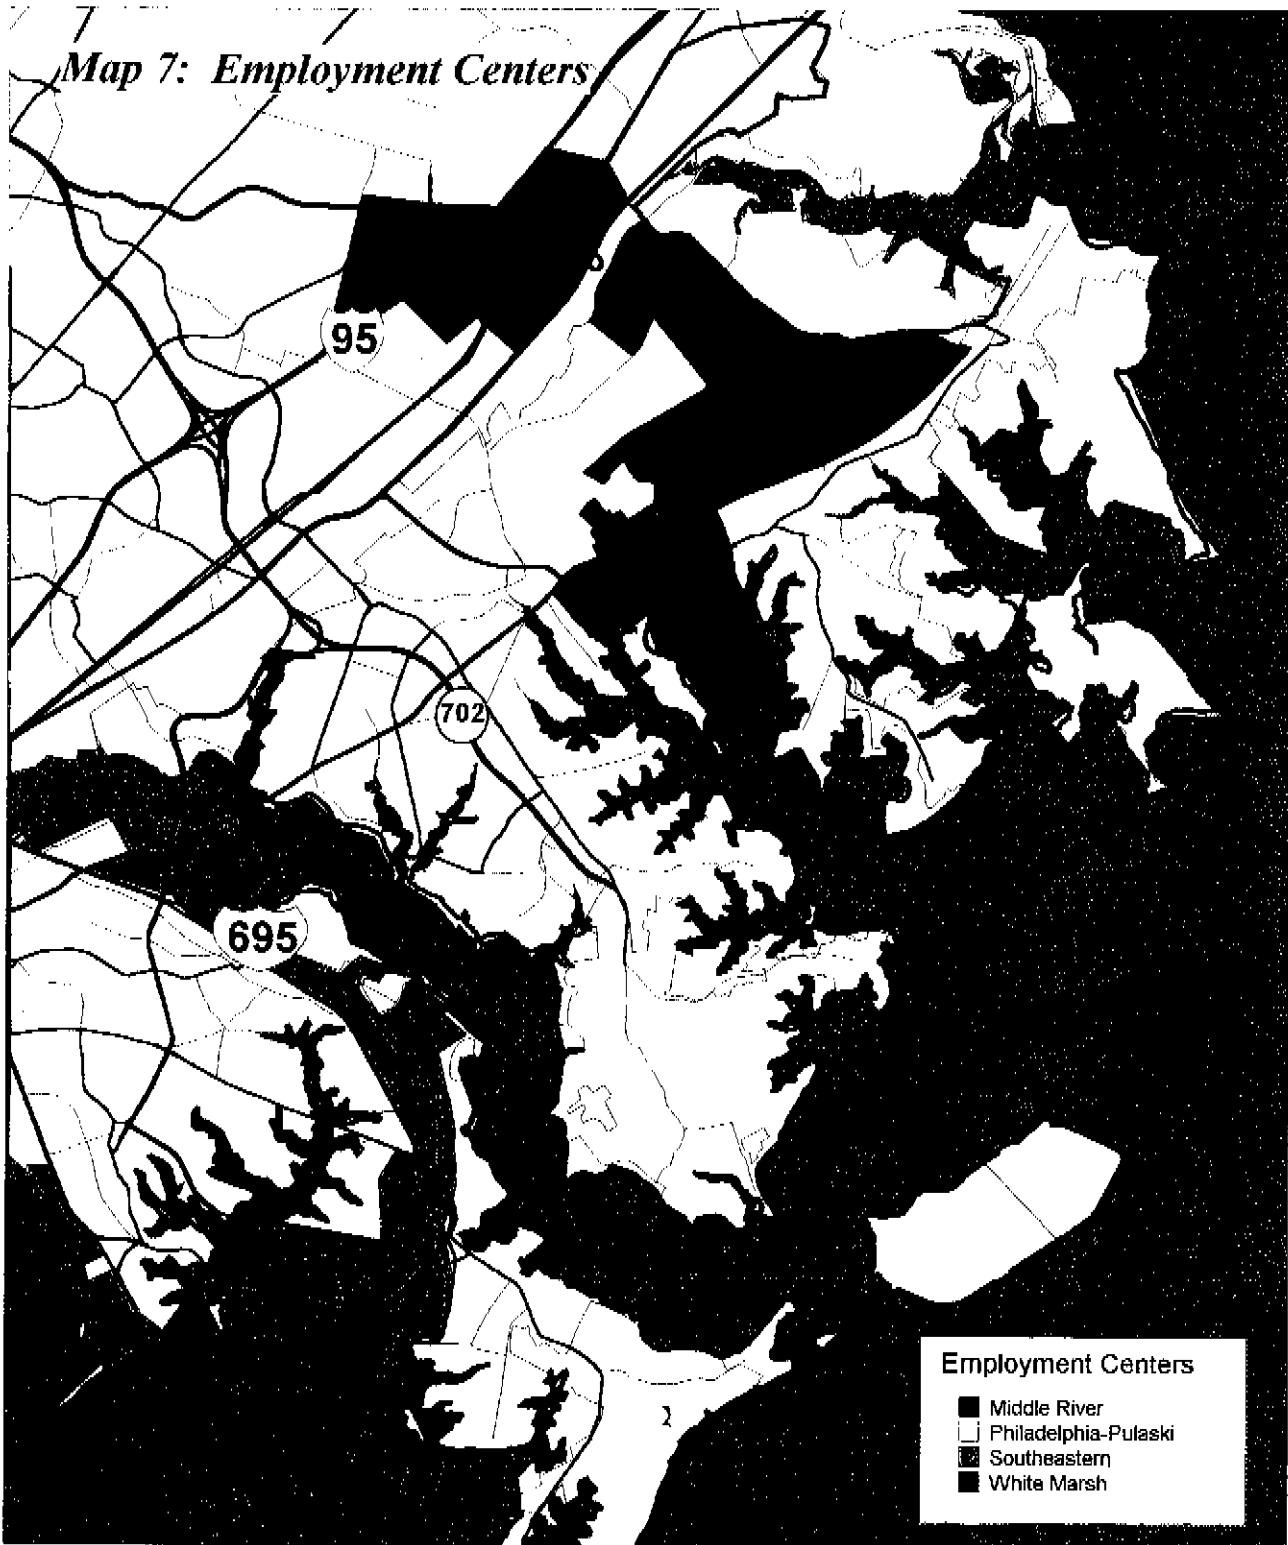 Map 7: Employment Centers
95
702
695
Employment Centers
Middle River
Philadelphia-Pulaski
Southeastern
White Marsh